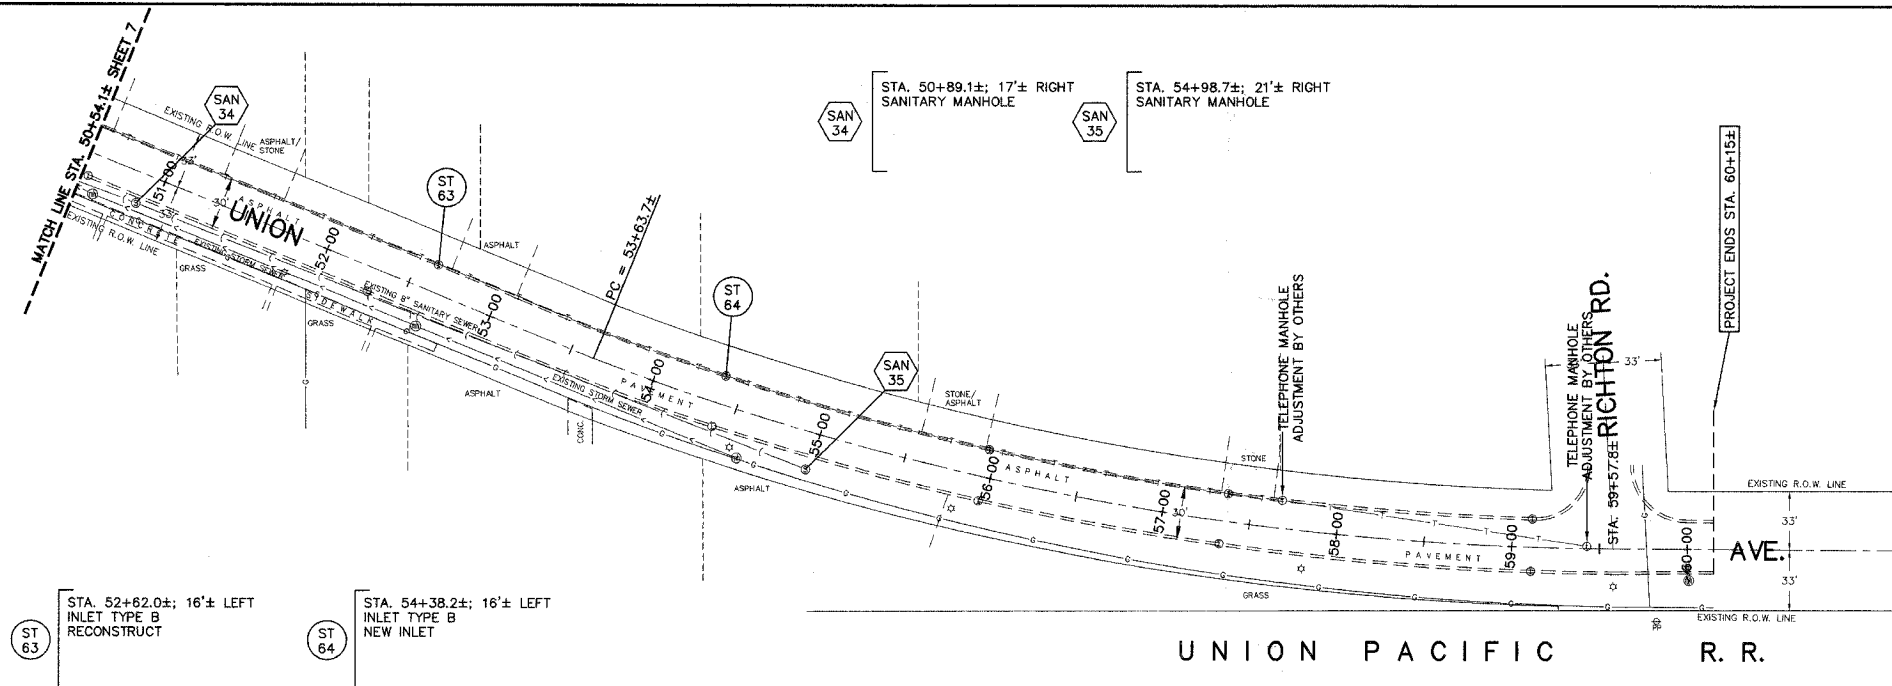 MATCH LINE STA. 50+54.1± SHEET 7
SAN
34
STA. 50+89.1±; 17'± RIGHT
SANITARY MANHOLE
SAN
35
STA. 54+98.7±; 21'± RIGHT
SANITARY MANHOLE
SAN
34
EXISTING R.O.W. LINE
ASPHALT/
STONE
33'
51+00
33'
30'
ASPHALT
UNION
CONCRETE
EXISTING R.O.W. LINE
EXISTING STORM SEWER
GRASS
SIDEWALK
GRASS
52+00
EXISTING 8" SANITARY SEWER
ST
63
ASPHALT
53+00
PC = 53+63.7±
ASPHALT
EXISTING STORM SEWER
CONC.
54+00
PAVEMENT
ST
64
ASPHALT
55+00
SAN
35
STONE/
ASPHALT
56+00
ASPHALT
STONE
57+00
30'
TELEPHONE MANHOLE
ADJUSTMENT BY OTHERS
58+00
PAVEMENT
GRASS
59+00
TELEPHONE MANHOLE
ADJUSTMENT BY OTHERS
RICHTON RD.
33'
STA. 59+57.8±
60+00
PROJECT ENDS STA. 60+15±
EXISTING R.O.W. LINE
33'
AVE.
33'
EXISTING R.O.W. LINE
PP
UNION PACIFIC R. R.
ST
63
STA. 52+62.0±; 16'± LEFT
INLET TYPE B
RECONSTRUCT
ST
64
STA. 54+38.2±; 16'± LEFT
INLET TYPE B
NEW INLET